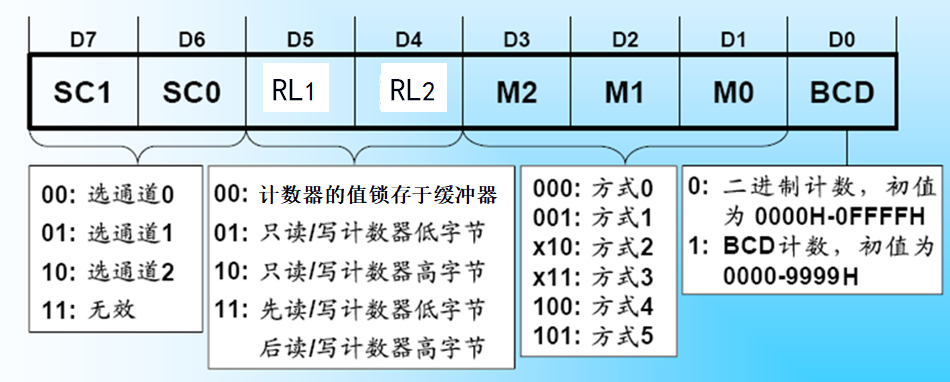 D7 D6 D5 D4 D3 D2 D1 D0
SC1 SC0 RL1 RL2 M2 M1 M0 BCD
00: 选通道0
01: 选通道1
10: 选通道2
11: 无效
00: 计数器的值锁存于缓冲器
01: 只读/写计数器低字节
10: 只读/写计数器高字节
11: 先读/写计数器低字节
后读/写计数器高字节
000: 方式0
001: 方式1
x10: 方式2
x11: 方式3
100: 方式4
101: 方式5
0: 二进制计数，初值
为 0000H-0FFFFH
1: BCD计数，初值为
0000-9999H